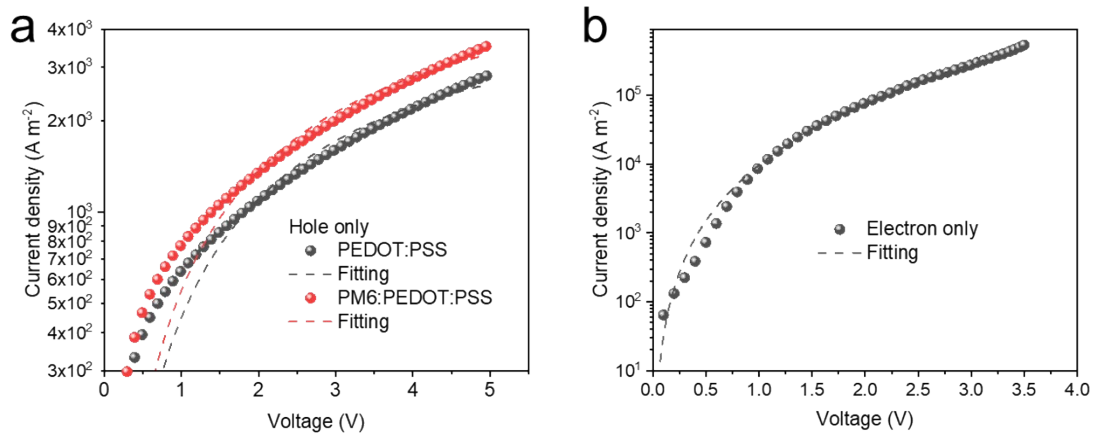 a
Current density (A m⁻²)
4x10³
3x10³
2x10³
10³
9x10²
8x10²
7x10²
6x10²
5x10²
4x10²
3x10²
Hole only
PEDOT:PSS
Fitting
PM6:PEDOT:PSS
Fitting
0 1 2 3 4 5
Voltage (V)
b
Current density (A m⁻²)
10⁵
10⁴
10³
10²
10¹
Electron only
Fitting
0.0 0.5 1.0 1.5 2.0 2.5 3.0 3.5 4.0
Voltage (V)